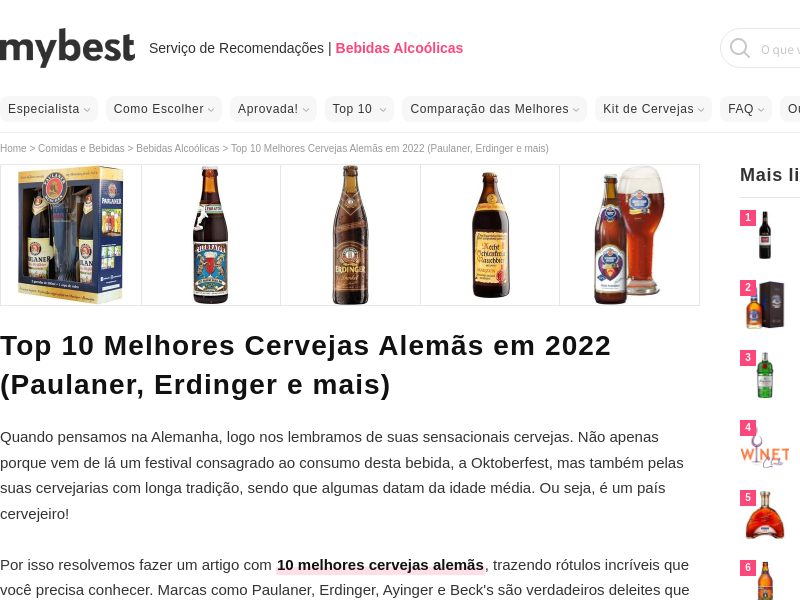 mybest
Serviço de Recomendações | Bebidas Alcoólicas
O que v
Especialista
Como Escolher
Aprovada!
Top 10
Comparação das Melhores
Kit de Cervejas
FAQ
Ou
Home > Comidas e Bebidas > Bebidas Alcoólicas > Top 10 Melhores Cervejas Alemãs em 2022 (Paulaner, Erdinger e mais)
PAULANER
ERDINGER
Top 10 Melhores Cervejas Alemãs em 2022
(Paulaner, Erdinger e mais)
Quando pensamos na Alemanha, logo nos lembramos de suas sensacionais cervejas. Não apenas
porque vem de lá um festival consagrado ao consumo desta bebida, a Oktoberfest, mas também pelas
suas cervejarias com longa tradição, sendo que algumas datam da idade média. Ou seja, é um país
cervejeiro!
Por isso resolvemos fazer um artigo com 10 melhores cervejas alemãs, trazendo rótulos incríveis que
você precisa conhecer. Marcas como Paulaner, Erdinger, Ayinger e Beck's são verdadeiros deleites que
Mais li
1
2
3
4
WINET
5
6